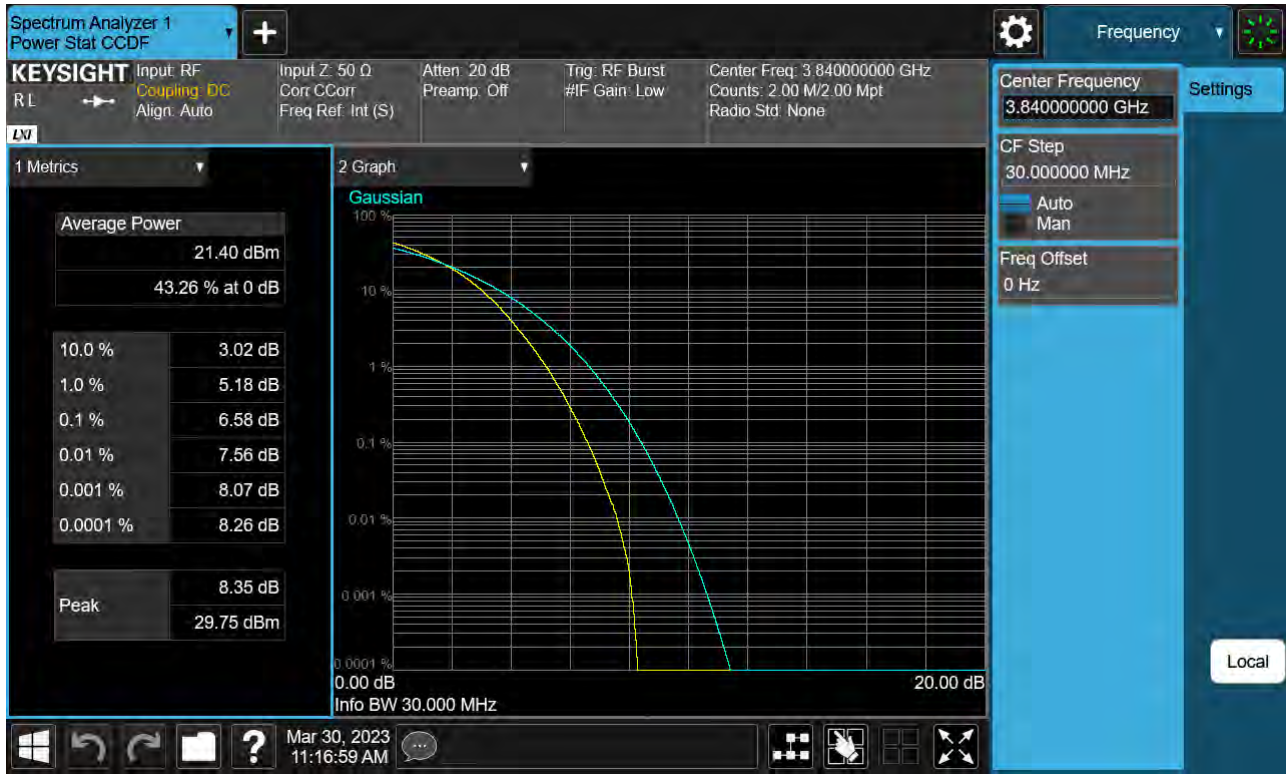 Spectrum Analyzer 1
Power Stat CCDF
Frequency
KEYSIGHT
RL
LXI
Input: RF
Coupling: DC
Align: Auto
Input Z: 50 Ω
Corr CCorr
Freq Ref: Int (S)
Atten: 20 dB
Preamp: Off
Trig: RF Burst
#IF Gain: Low
Center Freq: 3.840000000 GHz
Counts: 2.00 M/2.00 Mpt
Radio Std: None
1 Metrics
Average Power
21.40 dBm
43.26 % at 0 dB
10.0 % 3.02 dB
1.0 % 5.18 dB
0.1 % 6.58 dB
0.01 % 7.56 dB
0.001 % 8.07 dB
0.0001 % 8.26 dB
Peak
8.35 dB
29.75 dBm
2 Graph
Gaussian
100 %
10 %
1 %
0.1 %
0.01 %
0.001 %
0.0001 %
0.00 dB 20.00 dB
Info BW 30.000 MHz
Center Frequency
3.840000000 GHz
CF Step
30.000000 MHz
Auto
Man
Freq Offset
0 Hz
Settings
Local
?
Mar 30, 2023
11:16:59 AM